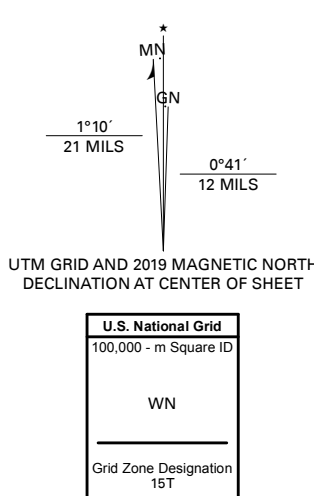 ★
MN
GN
1°10´
21 MILS
0°41´
12 MILS
UTM GRID AND 2019 MAGNETIC NORTH
DECLINATION AT CENTER OF SHEET
U.S. National Grid
100,000 - m Square ID
WN
Grid Zone Designation
15T